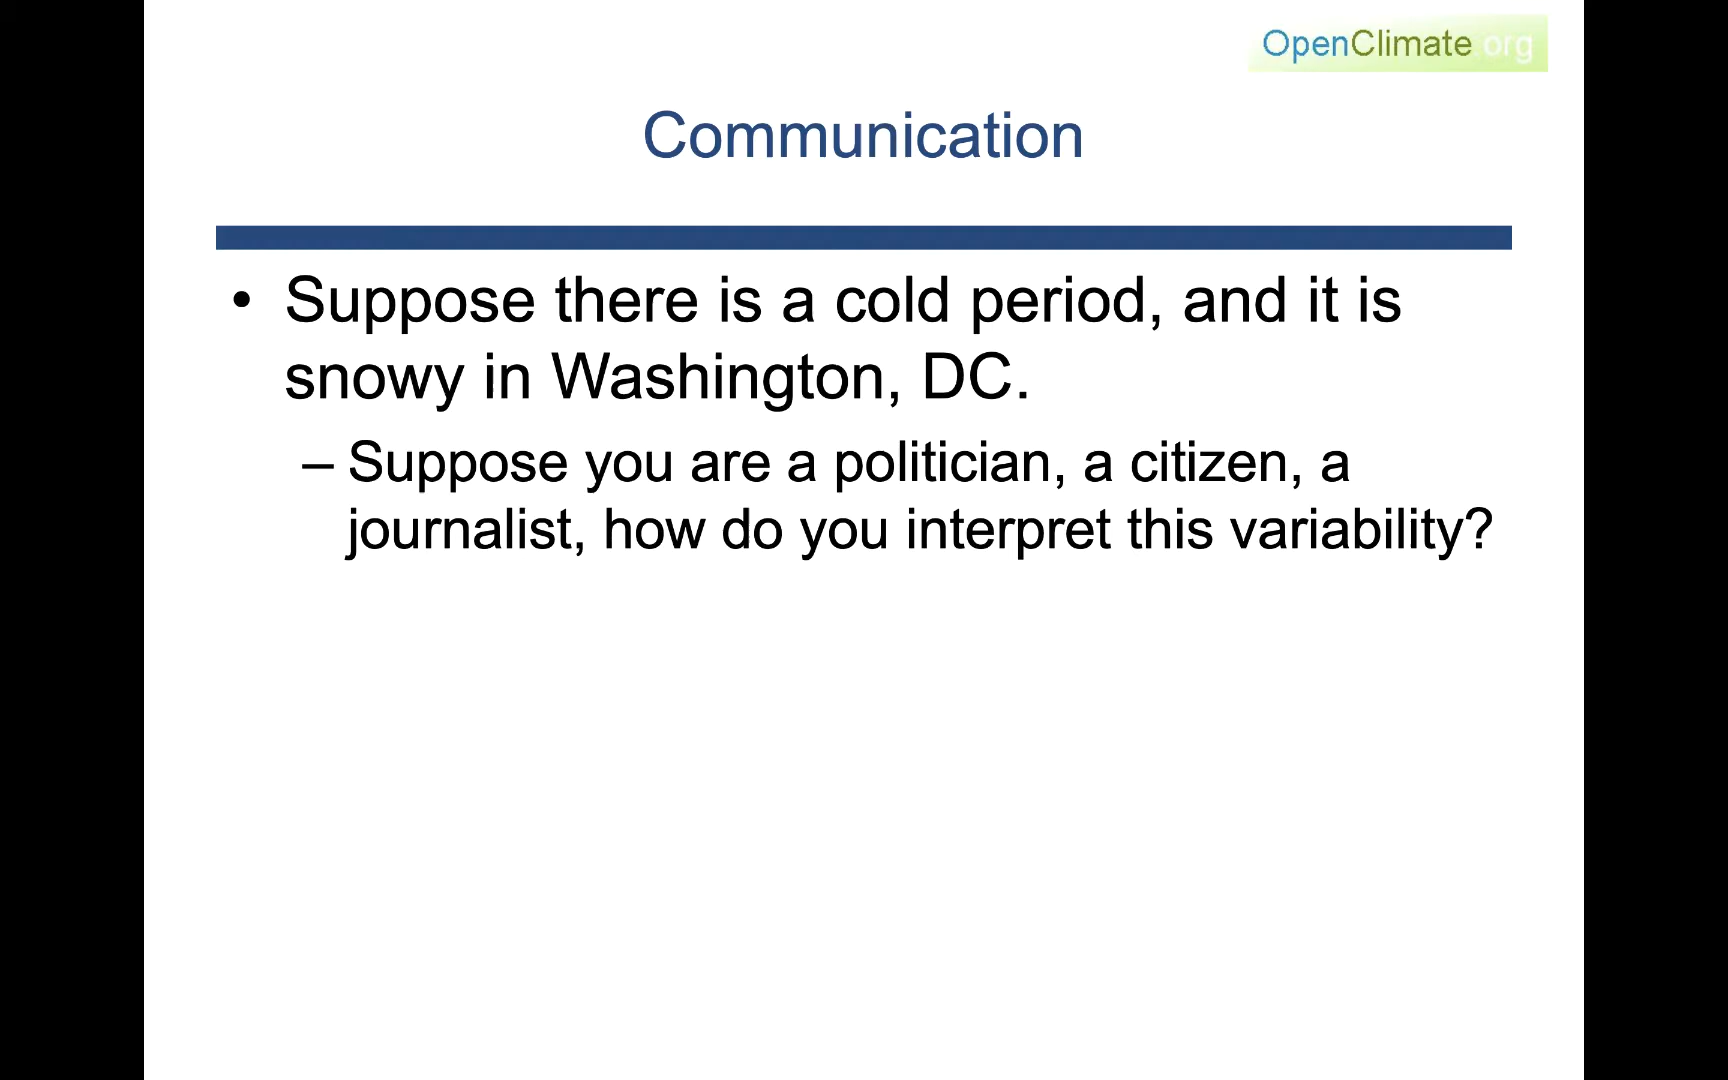 OpenClimate.org
Communication
• Suppose there is a cold period, and it is
snowy in Washington, DC.
– Suppose you are a politician, a citizen, a
journalist, how do you interpret this variability?